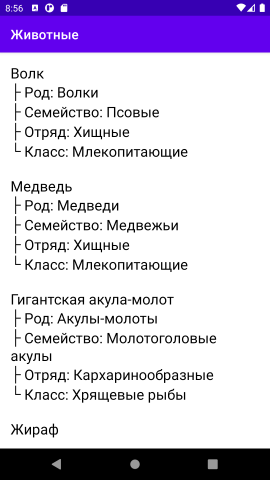 8:56
Животные
Волк
├ Род: Волки
├ Семейство: Псовые
├ Отряд: Хищные
└ Класс: Млекопитающие
Медведь
├ Род: Медведи
├ Семейство: Медвежьи
├ Отряд: Хищные
└ Класс: Млекопитающие
Гигантская акула-молот
├ Род: Акулы-молоты
├ Семейство: Молотоголовые
акулы
├ Отряд: Кархаринообразные
└ Класс: Хрящевые рыбы
Жираф